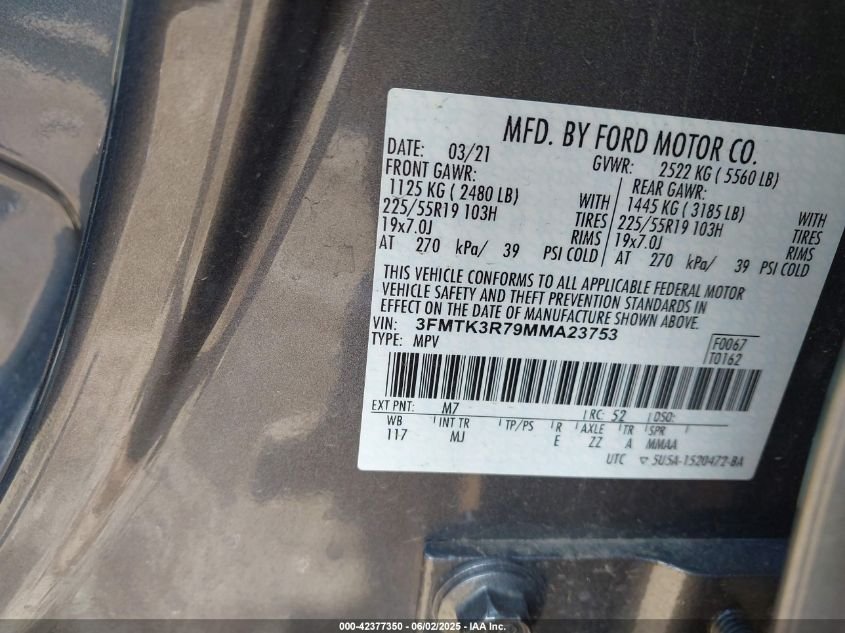 MFD. BY FORD MOTOR CO.
DATE: 03/21 GVWR: 2522 KG ( 5560 LB)
FRONT GAWR: REAR GAWR:
1125 KG ( 2480 LB) WITH 1445 KG ( 3185 LB) WITH
225/55R19 103H TIRES 225/55R19 103H TIRES
19x7.0J RIMS 19x7.0J RIMS
AT 270 kPa/ 39 PSI COLD AT 270 kPa/ 39 PSI COLD
THIS VEHICLE CONFORMS TO ALL APPLICABLE FEDERAL MOTOR
VEHICLE SAFETY AND THEFT PREVENTION STANDARDS IN
EFFECT ON THE DATE OF MANUFACTURE SHOWN ABOVE.
VIN: 3FMTK3R79MMA23753
TYPE: MPV
F0067
T0162
EXT PNT: M7 RC: 52 DSO:
WB INT TR TP/PS R AXLE TR SPR
117 MJ E ZZ A MMAA
UTC ▽ 5U5A-1520472-BA
000-42377350 - 06/02/2025 - IAA Inc.